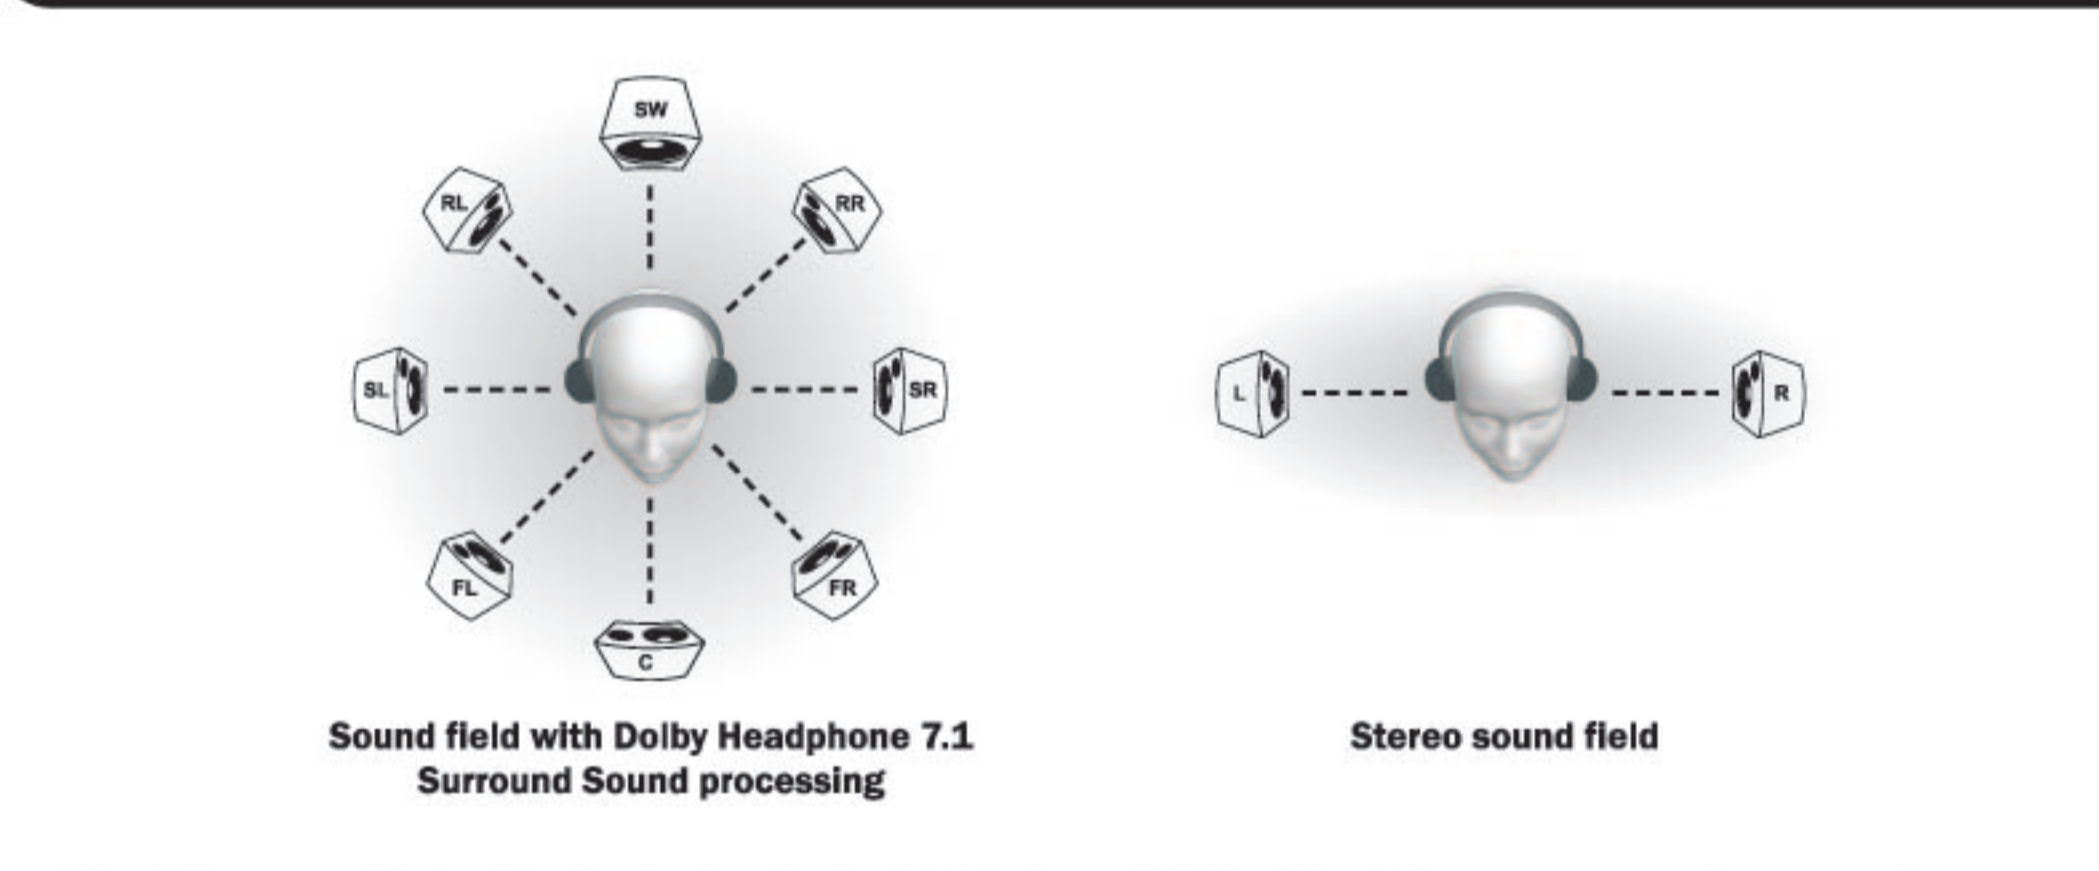 SW
RL
RR
SL
SR
L
R
FL
FR
C
Sound field with Dolby Headphone 7.1
Surround Sound processing
Stereo sound field